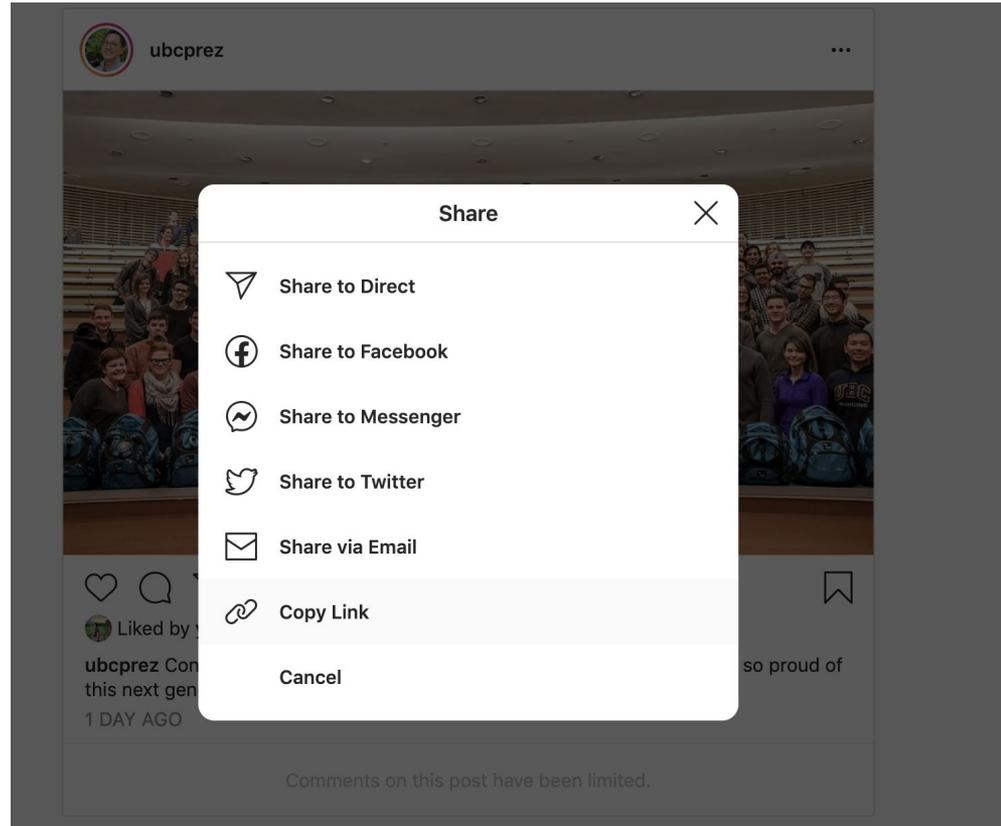 ubcprez
Share
Share to Direct
Share to Facebook
Share to Messenger
Share to Twitter
Share via Email
Copy Link
Cancel
UBC
Liked by
ubcprez Con so proud of
this next gen
1 DAY AGO
Comments on this post have been limited.